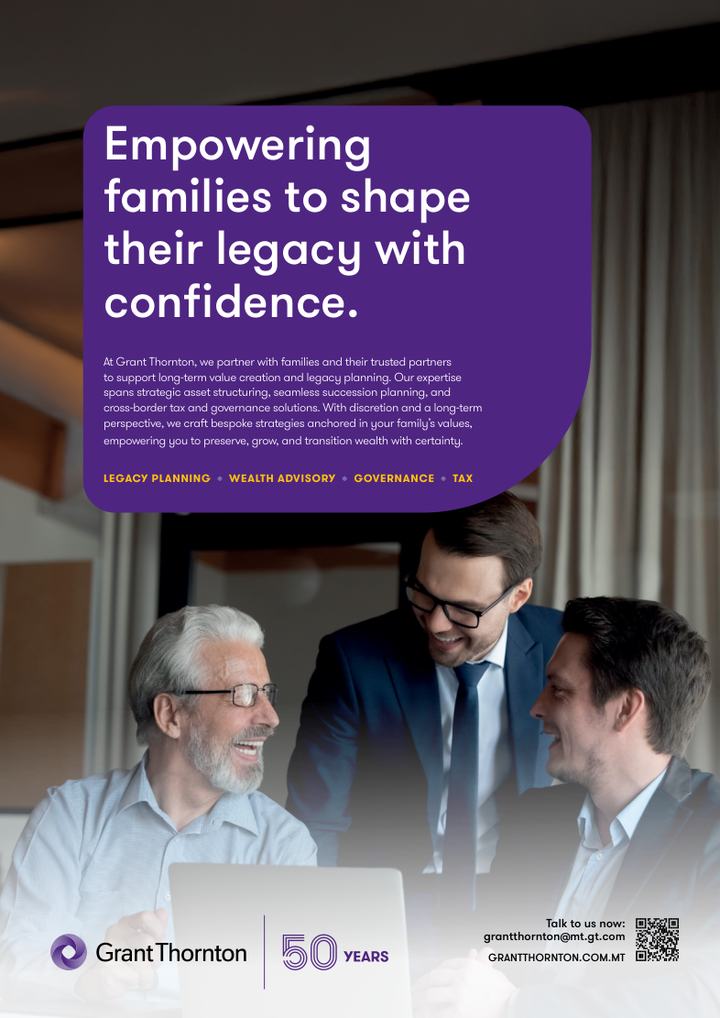 Empowering
families to shape
their legacy with
confidence.
At Grant Thornton, we partner with families and their trusted partners
to support long-term value creation and legacy planning. Our expertise
spans strategic asset structuring, seamless succession planning, and
cross-border tax and governance solutions. With discretion and a long-term
perspective, we craft bespoke strategies anchored in your family's values,
empowering you to preserve, grow, and transition wealth with certainty.
LEGACY PLANNING • WEALTH ADVISORY • GOVERNANCE • TAX
Talk to us now:
grantthornton@mt.gt.com
GRANTTHORNTON.COM.MT
Grant Thornton
50 YEARS